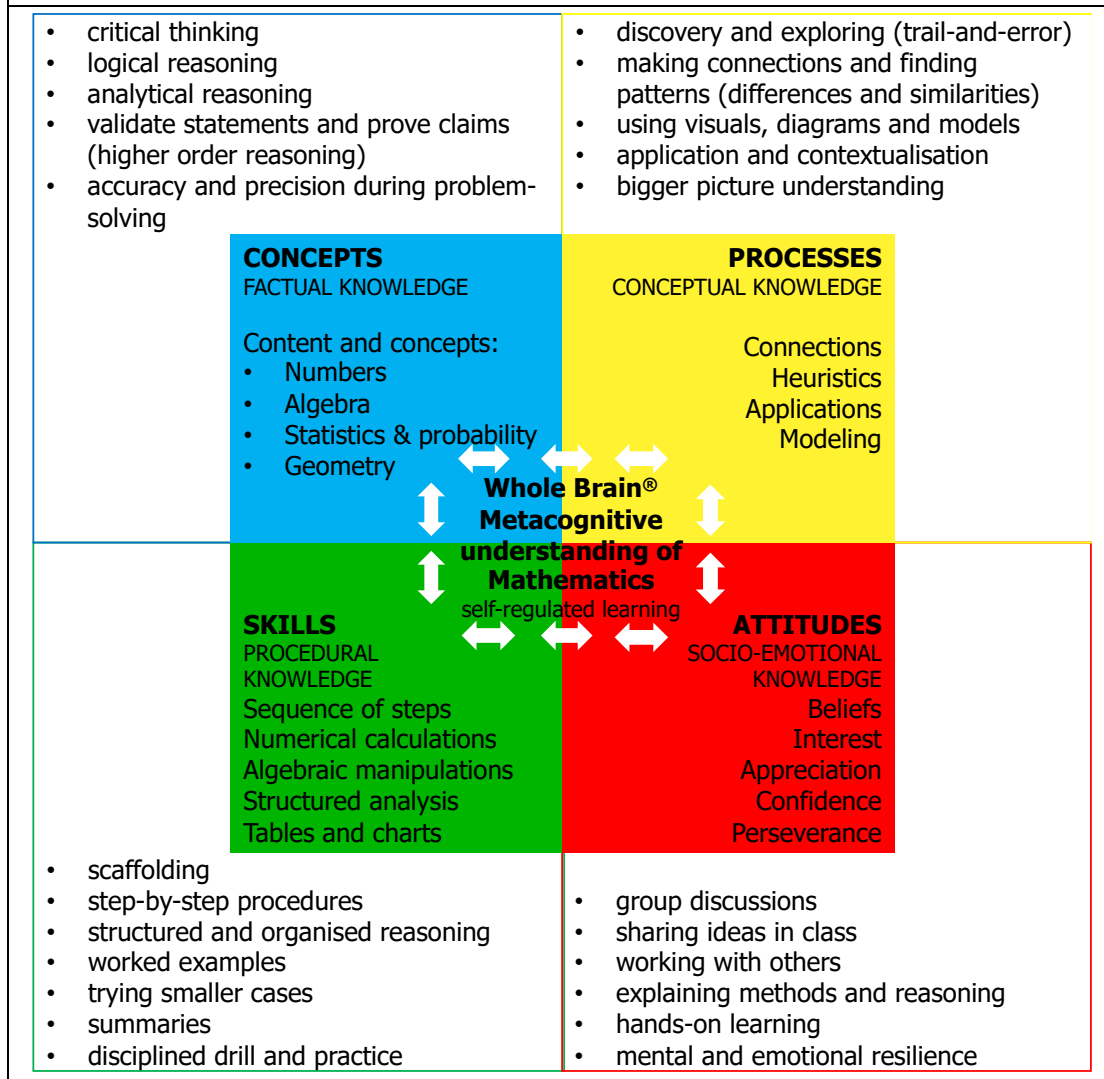 • critical thinking
• logical reasoning
• analytical reasoning
• validate statements and prove claims
(higher order reasoning)
• accuracy and precision during problem-
solving
• discovery and exploring (trail-and-error)
• making connections and finding
patterns (differences and similarities)
• using visuals, diagrams and models
• application and contextualisation
• bigger picture understanding
CONCEPTS
FACTUAL KNOWLEDGE
Content and concepts:
• Numbers
• Algebra
• Statistics & probability
• Geometry
PROCESSES
CONCEPTUAL KNOWLEDGE
Connections
Heuristics
Applications
Modeling
Whole Brain®
Metacognitive
understanding of
Mathematics
self-regulated learning
SKILLS
PROCEDURAL
KNOWLEDGE
Sequence of steps
Numerical calculations
Algebraic manipulations
Structured analysis
Tables and charts
ATTITUDES
SOCIO-EMOTIONAL
KNOWLEDGE
Beliefs
Interest
Appreciation
Confidence
Perseverance
• scaffolding
• step-by-step procedures
• structured and organised reasoning
• worked examples
• trying smaller cases
• summaries
• disciplined drill and practice
• group discussions
• sharing ideas in class
• working with others
• explaining methods and reasoning
• hands-on learning
• mental and emotional resilience